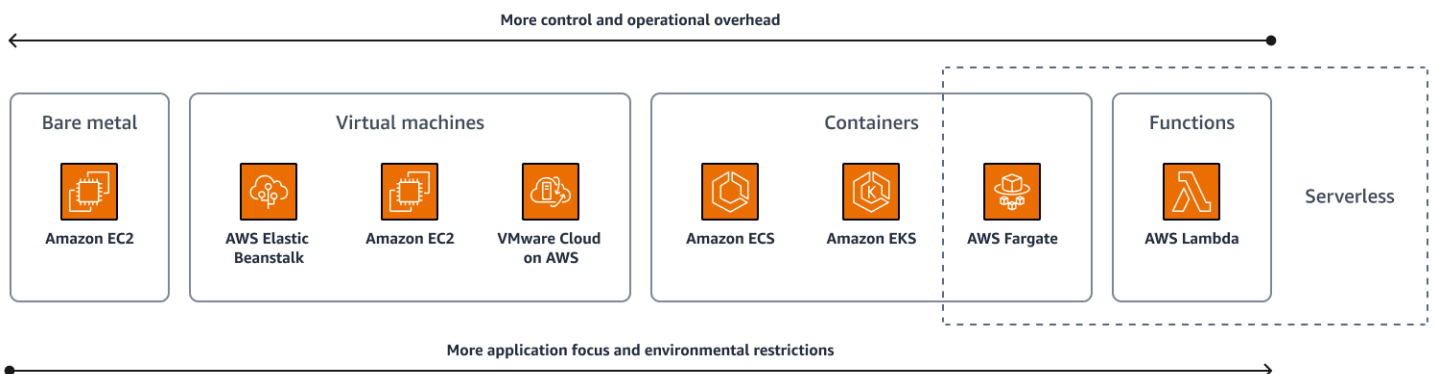 More control and operational overhead
Bare metal
Virtual machines
Containers
Functions
Serverless
Amazon EC2
AWS Elastic
Beanstalk
Amazon EC2
VMware Cloud
on AWS
Amazon ECS
K
Amazon EKS
AWS Fargate
AWS Lambda
More application focus and environmental restrictions